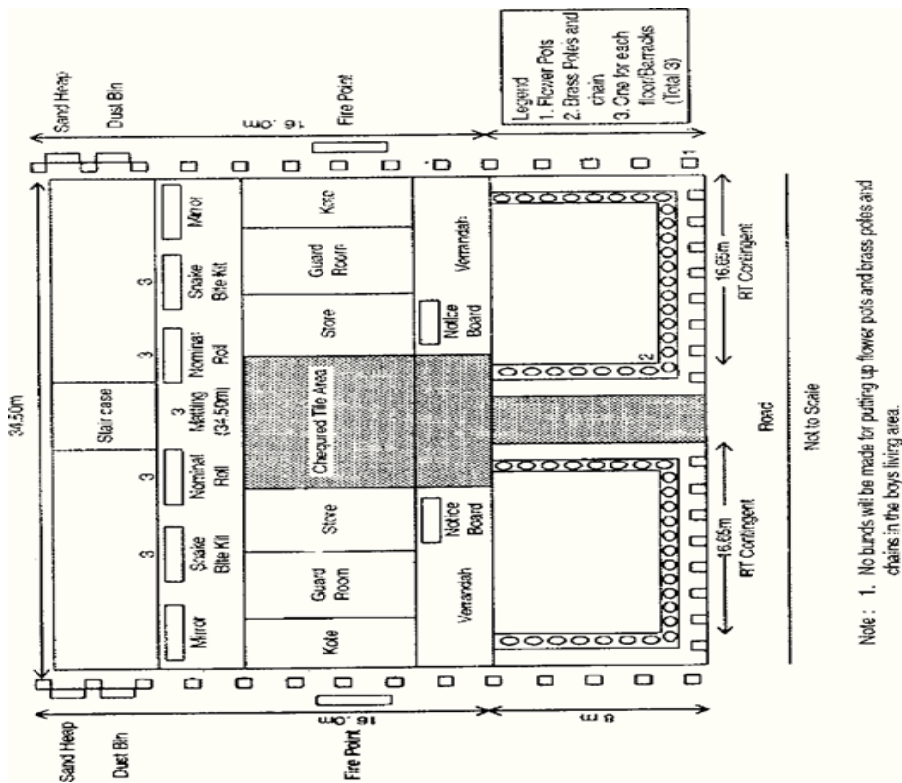 34.50m
Sand Heap
Dust Bin
16.0m
Fire Point
Stair case
3
3
3
3
3
Mirror
Snake
Bite Kit
Nominal
Roll
Matting
(34.50m)
Nominal
Roll
Snake
Bite Kit
Mirror
Kote
Guard
Room
Store
Chequred Tile Area
Store
Guard
Room
Kote
Verrandah
Notice
Board
Notice
Board
Verrandah
Sand Heap
Dust Bin
16.0m
Fire Point
6 m
2
1
16.65m
RT Contingent
16.65m
RT Contingent
Road
Not to Scale
Legend
1. Flower Pots
2. Brass Poles and
chain
3. One for each
floor/Barracks
(Total 3)
Note : 1. No bunds will be made for putting up flower pots and brass poles and
chains in the boys living area.